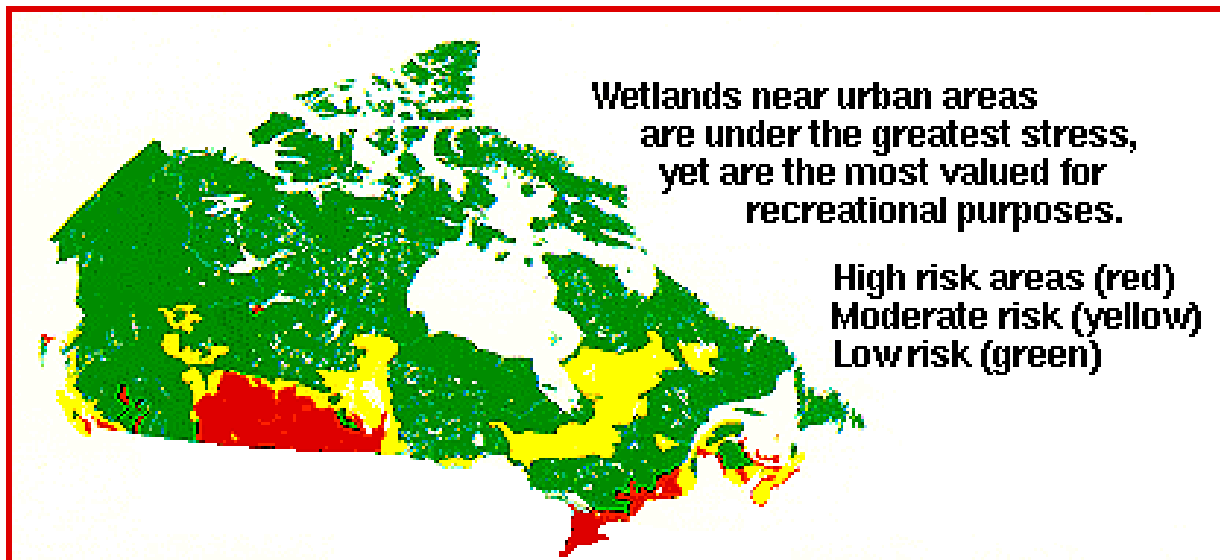 Wetlands near urban areas
are under the greatest stress,
yet are the most valued for
recreational purposes.
High risk areas (red)
Moderate risk (yellow)
Low risk (green)